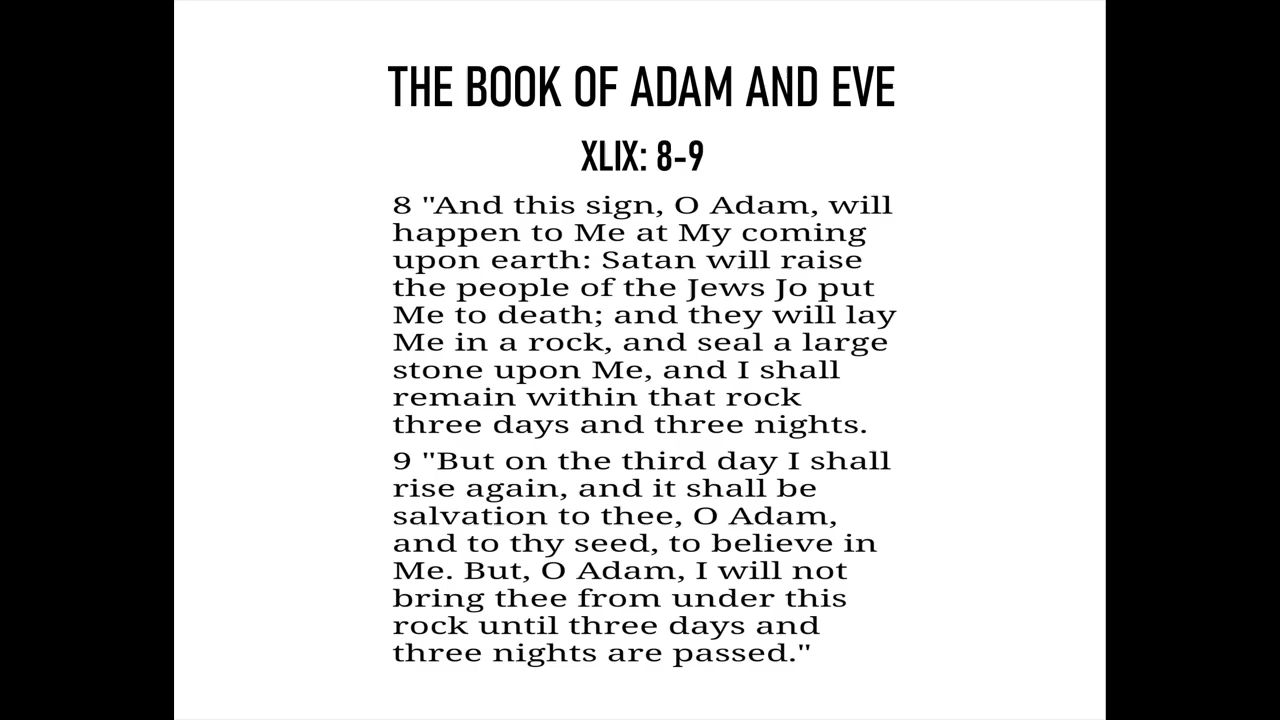 THE BOOK OF ADAM AND EVE
XLIX: 8-9
8 "And this sign, O Adam, will
happen to Me at My coming
upon earth: Satan will raise
the people of the Jews Jo put
Me to death; and they will lay
Me in a rock, and seal a large
stone upon Me, and I shall
remain within that rock
three days and three nights.
9 "But on the third day I shall
rise again, and it shall be
salvation to thee, O Adam,
and to thy seed, to believe in
Me. But, O Adam, I will not
bring thee from under this
rock until three days and
three nights are passed."